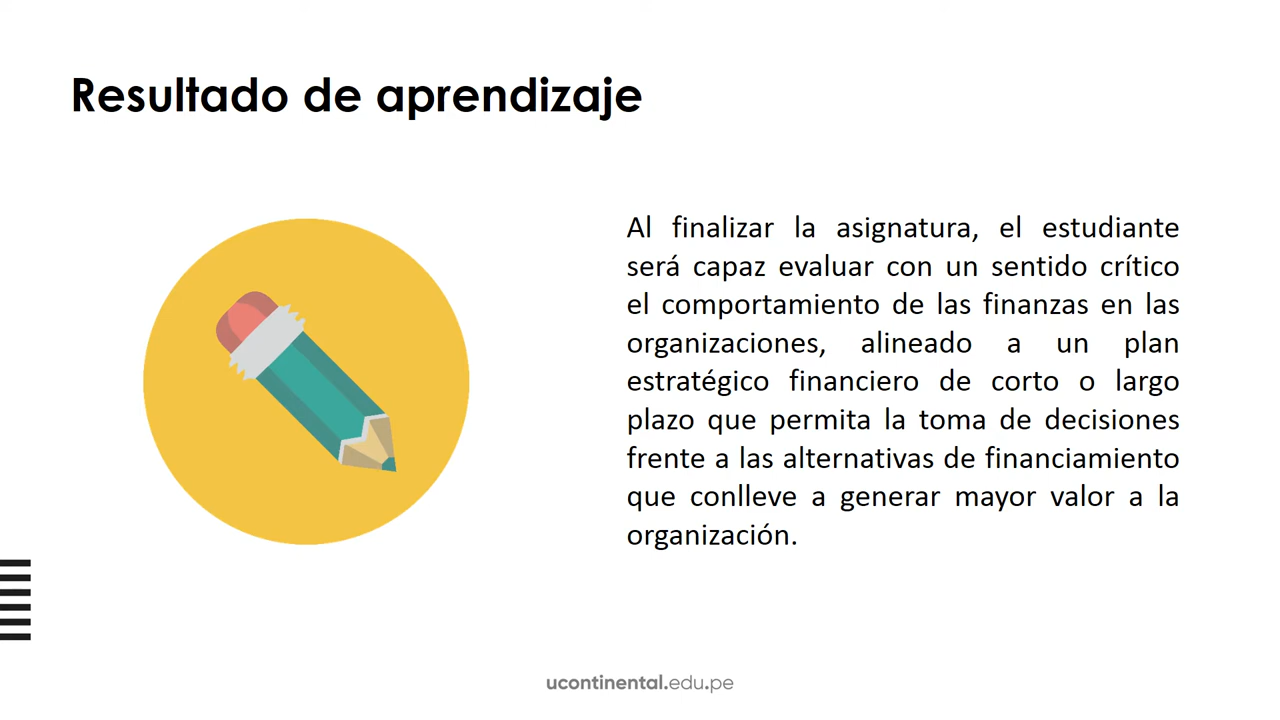 Resultado de aprendizaje
Al finalizar la asignatura, el estudiante
será capaz evaluar con un sentido crítico
el comportamiento de las finanzas en las
organizaciones, alineado a un plan
estratégico financiero de corto o largo
plazo que permita la toma de decisiones
frente a las alternativas de financiamiento
que conlleve a generar mayor valor a la
organización.
ucontinental.edu.pe